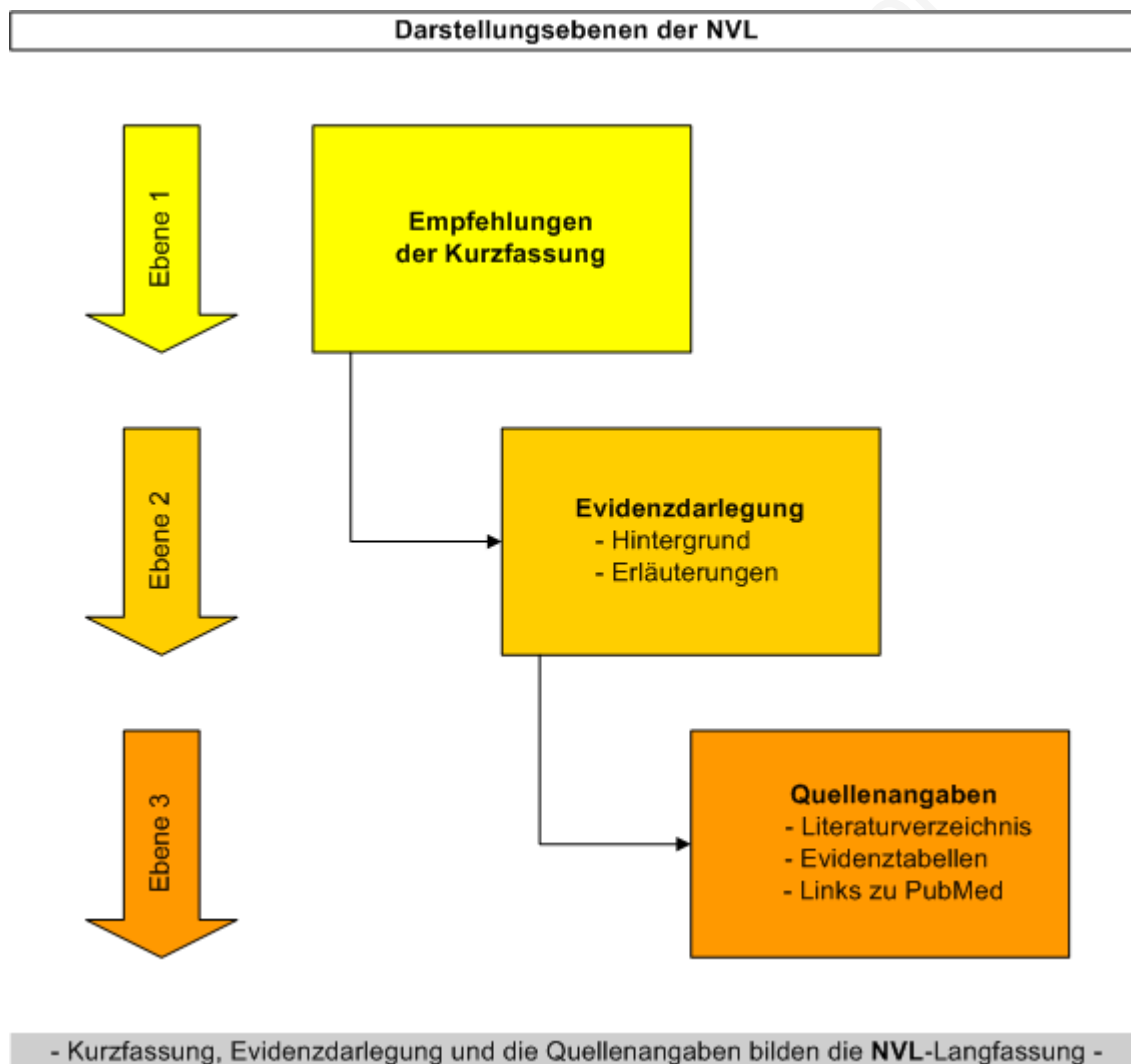 Darstellungsebenen der NVL
Ebene 1
Empfehlungen
der Kurzfassung
Ebene 2
Evidenzdarlegung
- Hintergrund
- Erläuterungen
Ebene 3
Quellenangaben
- Literaturverzeichnis
- Evidenztabellen
- Links zu PubMed
- Kurzfassung, Evidenzdarlegung und die Quellenangaben bilden die NVL-Langfassung -